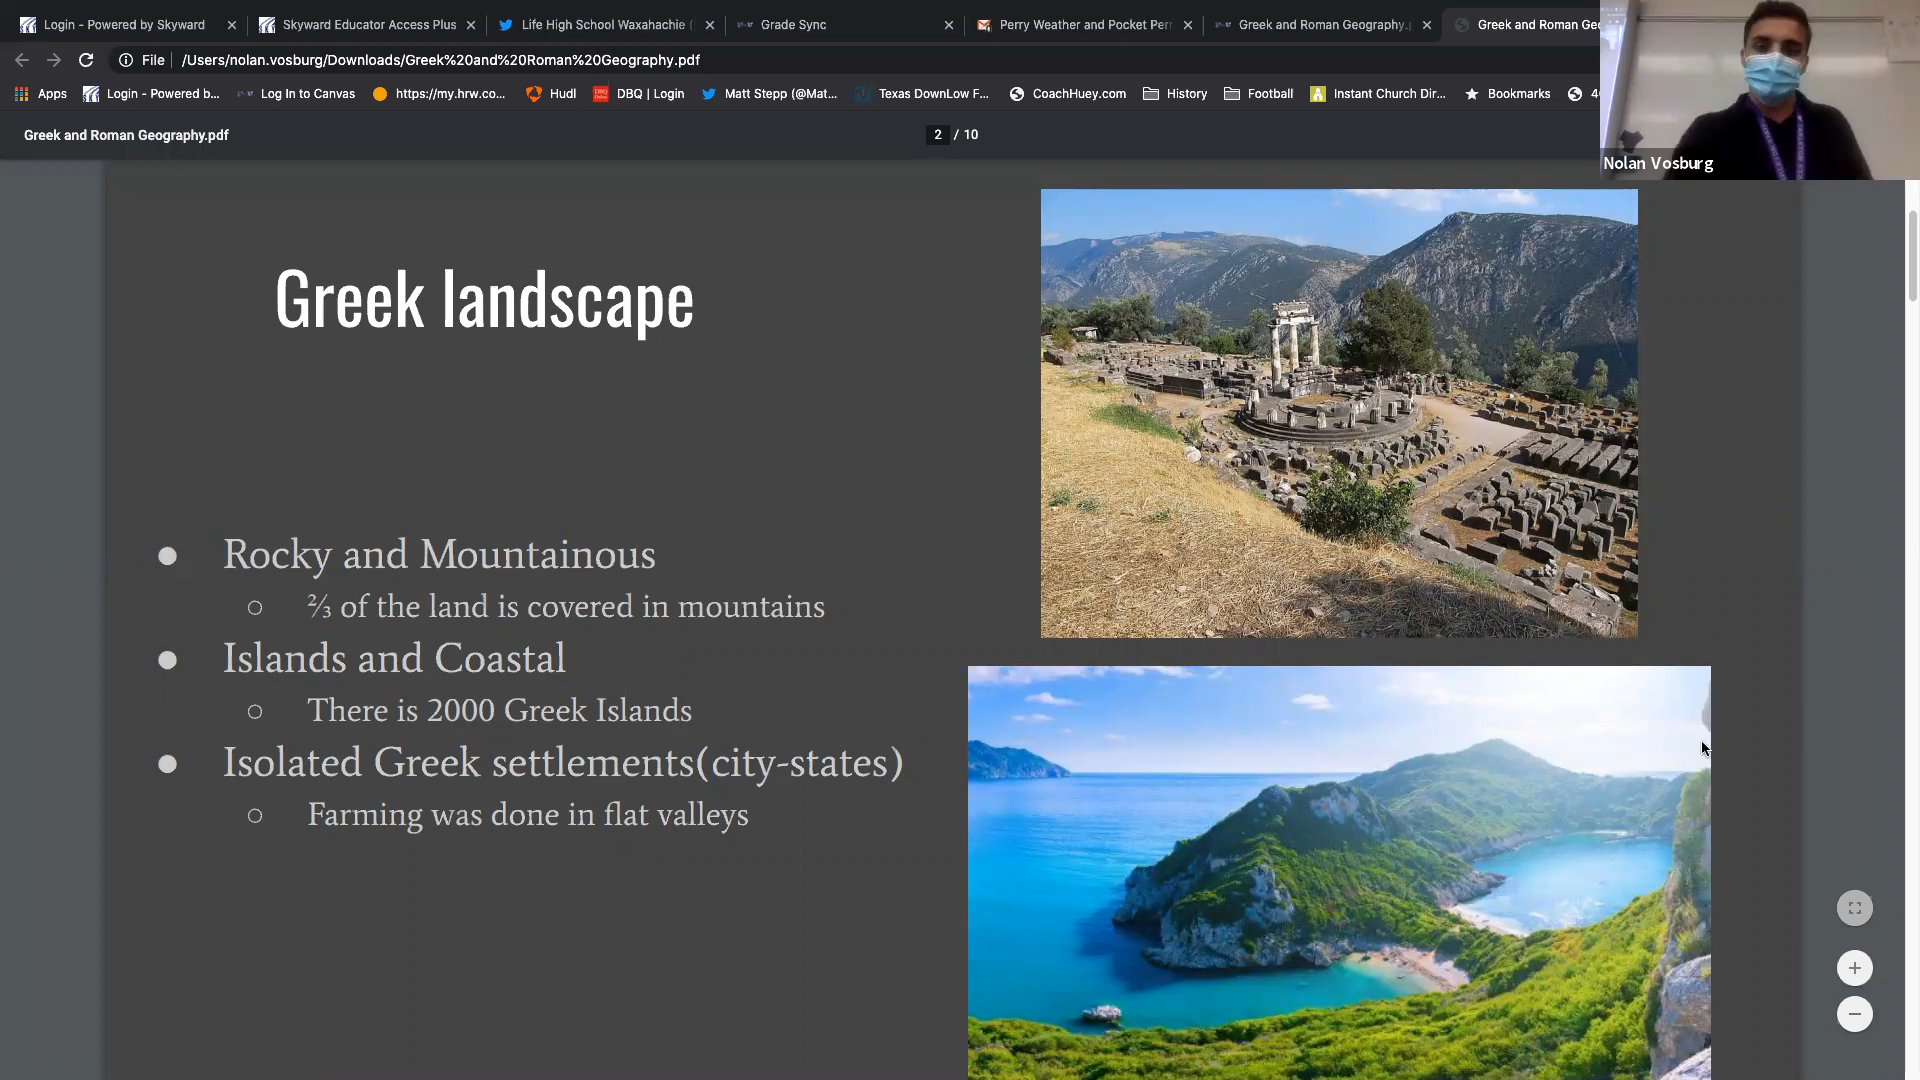 Login - Powered by Skyward
Skyward Educator Access Plus
Life High School Waxahachie (
Grade Sync
Perry Weather and Pocket Per
Greek and Roman Geography.
Greek and Roman Ge
File
/Users/nolan.vosburg/Downloads/Greek%20and%20Roman%20Geography.pdf
Apps
Login - Powered b...
Log In to Canvas
https://my.hrw.co...
Hudl
DBQ | Login
Matt Stepp (@Mat...
Texas DownLow F...
CoachHuey.com
History
Football
Instant Church Dir...
Bookmarks
Greek and Roman Geography.pdf
2 / 10
Nolan Vosburg
Greek landscape
● Rocky and Mountainous
○ ⅔ of the land is covered in mountains
● Islands and Coastal
○ There is 2000 Greek Islands
● Isolated Greek settlements(city-states)
○ Farming was done in flat valleys